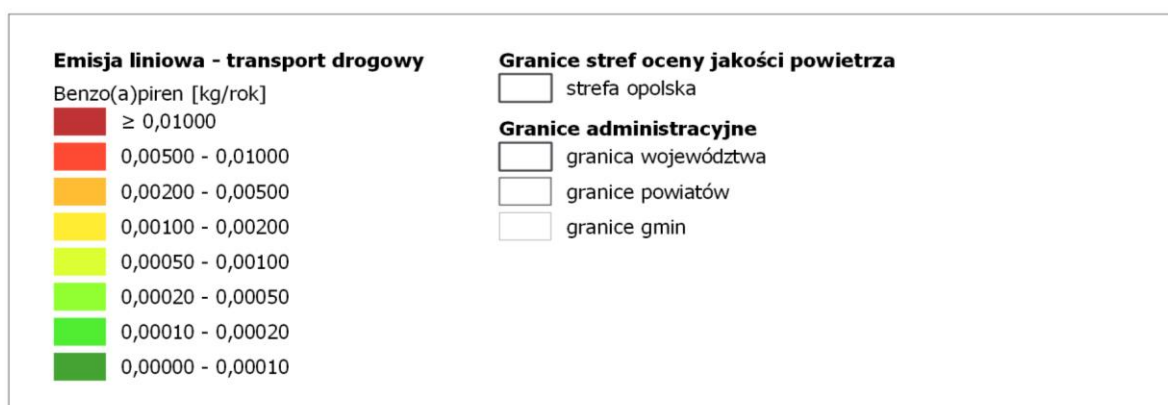 Emisja liniowa - transport drogowy
Benzo(a)piren [kg/rok]
≥ 0,01000
0,00500 - 0,01000
0,00200 - 0,00500
0,00100 - 0,00200
0,00050 - 0,00100
0,00020 - 0,00050
0,00010 - 0,00020
0,00000 - 0,00010
Granice stref oceny jakości powietrza
strefa opolska
Granice administracyjne
granica województwa
granice powiatów
granice gmin